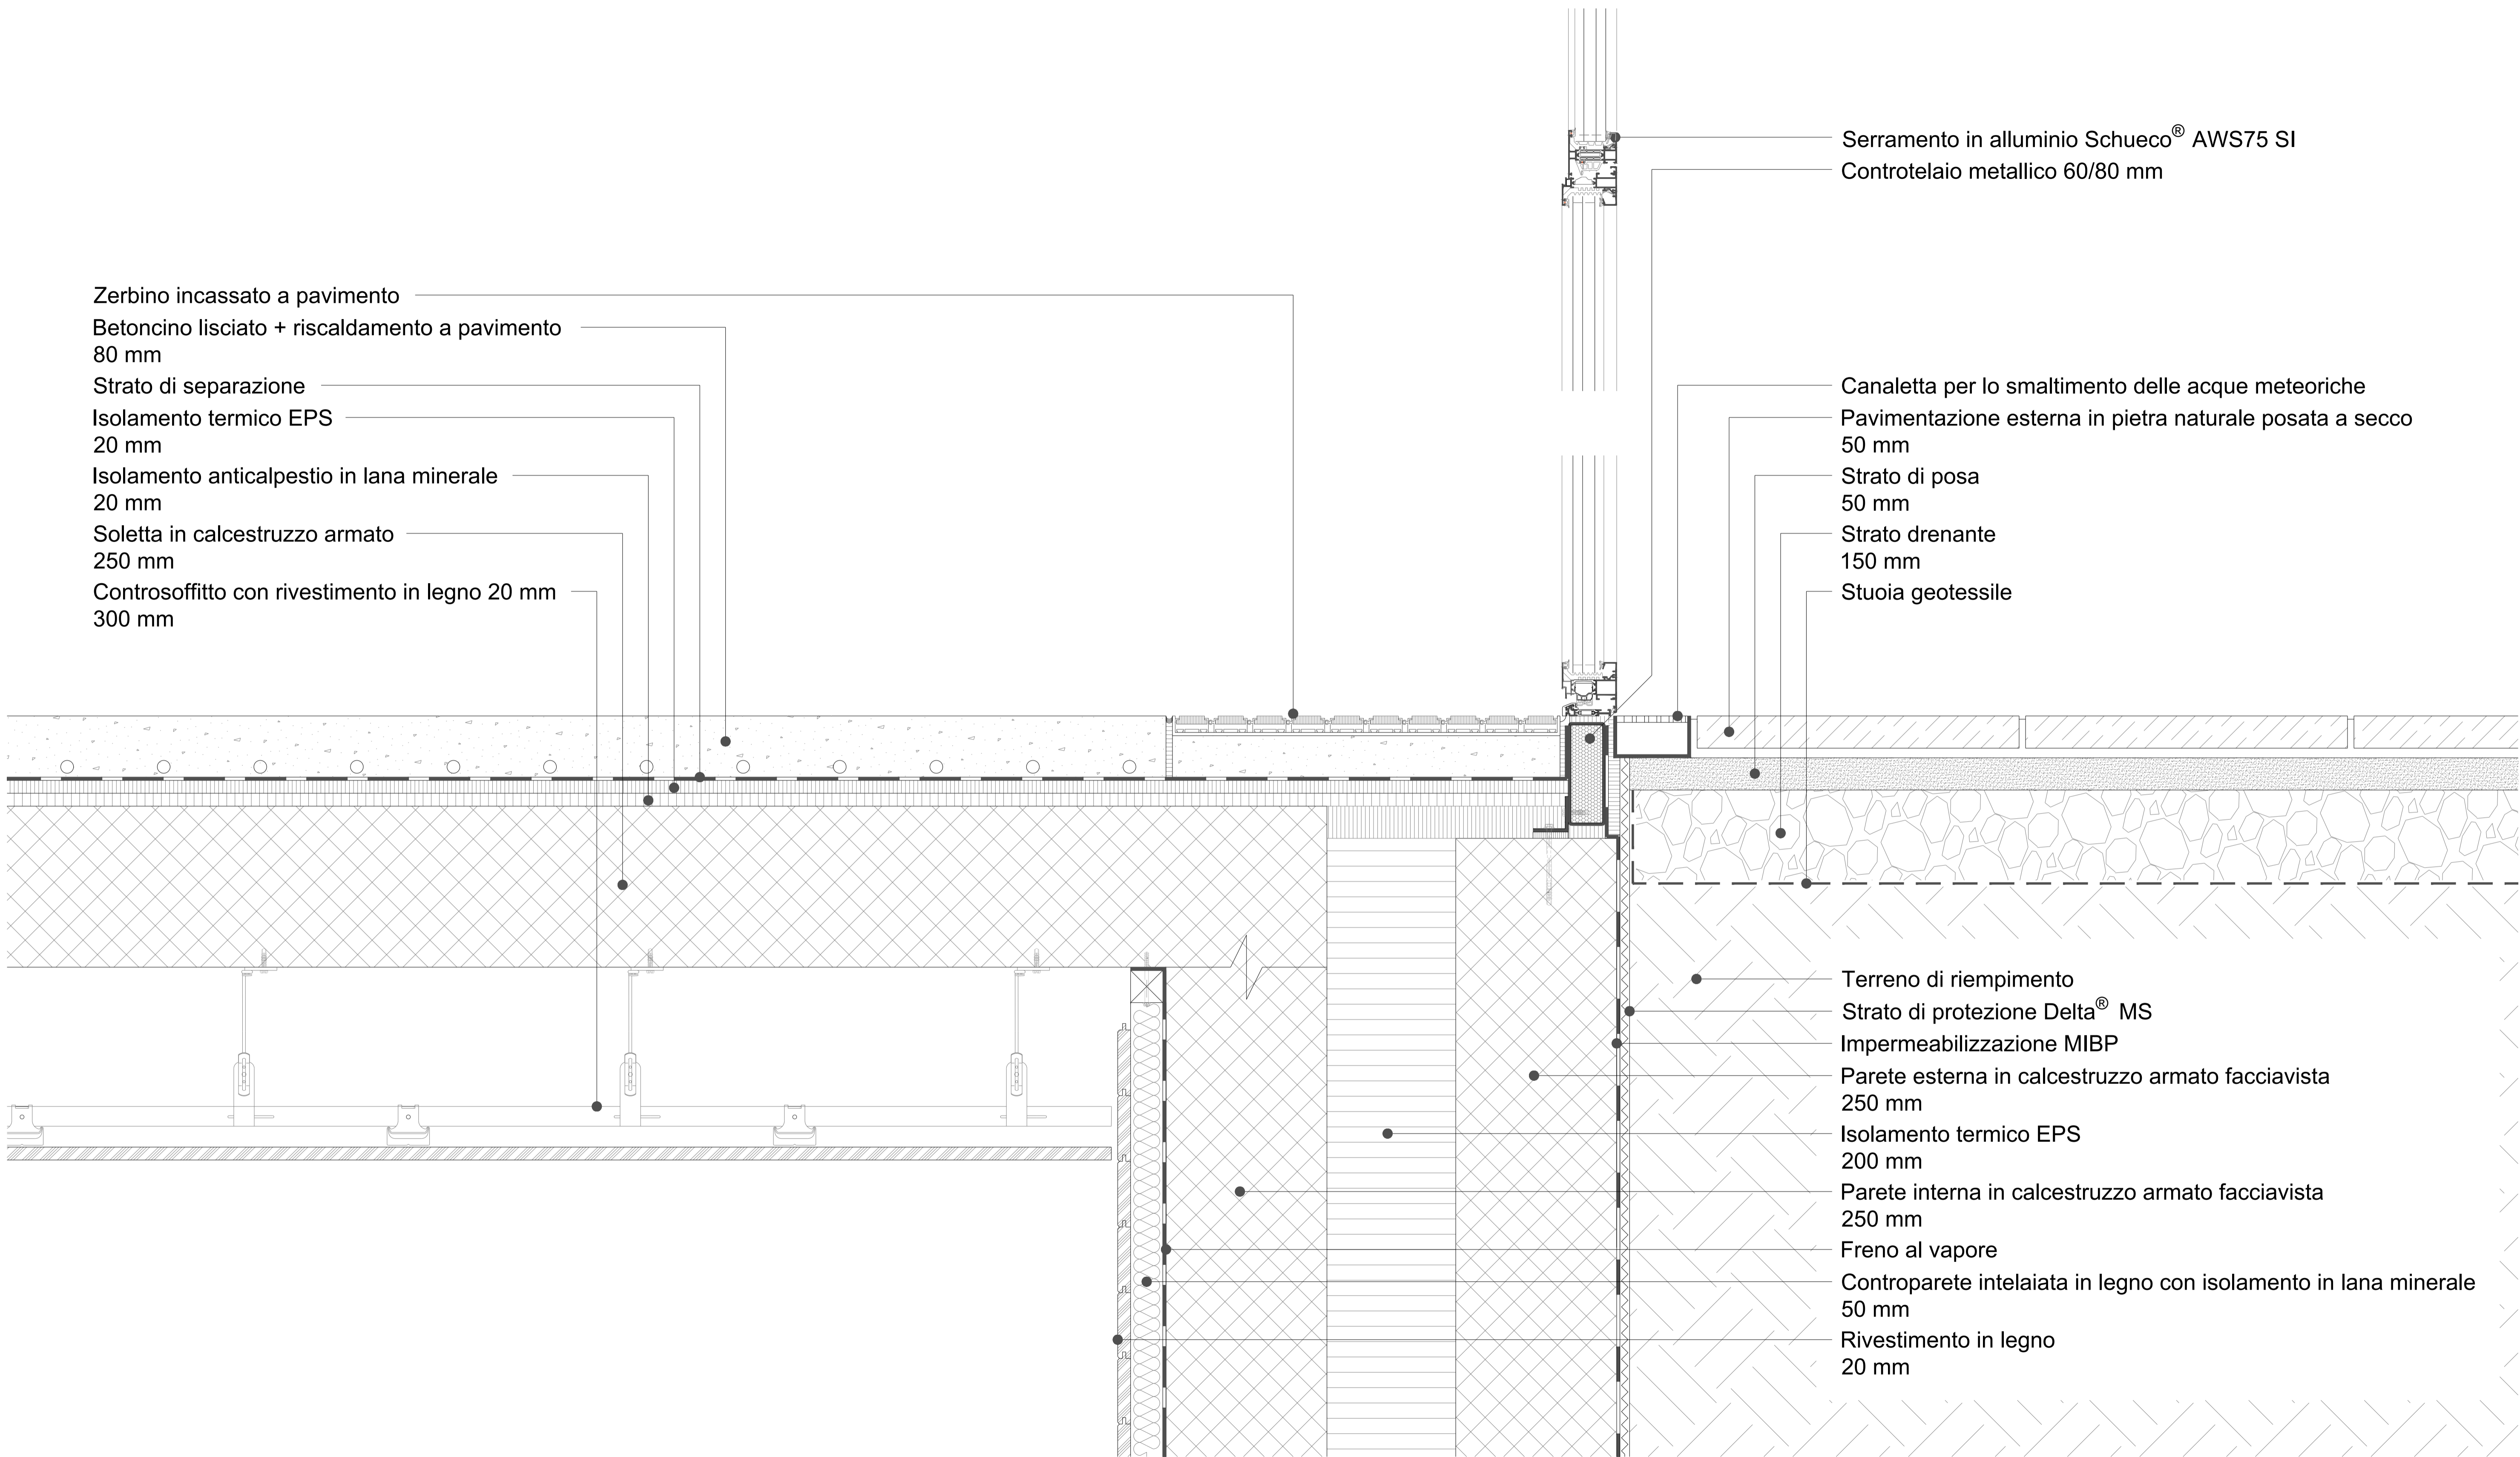 Zerbino incassato a pavimento
Betoncino lisciato + riscaldamento a pavimento
80 mm
Strato di separazione
Isolamento termico EPS
20 mm
Isolamento anticalpestio in lana minerale
20 mm
Soletta in calcestruzzo armato
250 mm
Controsoffitto con rivestimento in legno 20 mm
300 mm
Serramento in alluminio Schueco® AWS75 SI
Controtelaio metallico 60/80 mm
Canaletta per lo smaltimento delle acque meteoriche
Pavimentazione esterna in pietra naturale posata a secco
50 mm
Strato di posa
50 mm
Strato drenante
150 mm
Stuoia geotessile
Terreno di riempimento
Strato di protezione Delta® MS
Impermeabilizzazione MIBP
Parete esterna in calcestruzzo armato facciavista
250 mm
Isolamento termico EPS
200 mm
Parete interna in calcestruzzo armato facciavista
250 mm
Freno al vapore
Controparete intelaiata in legno con isolamento in lana minerale
50 mm
Rivestimento in legno
20 mm